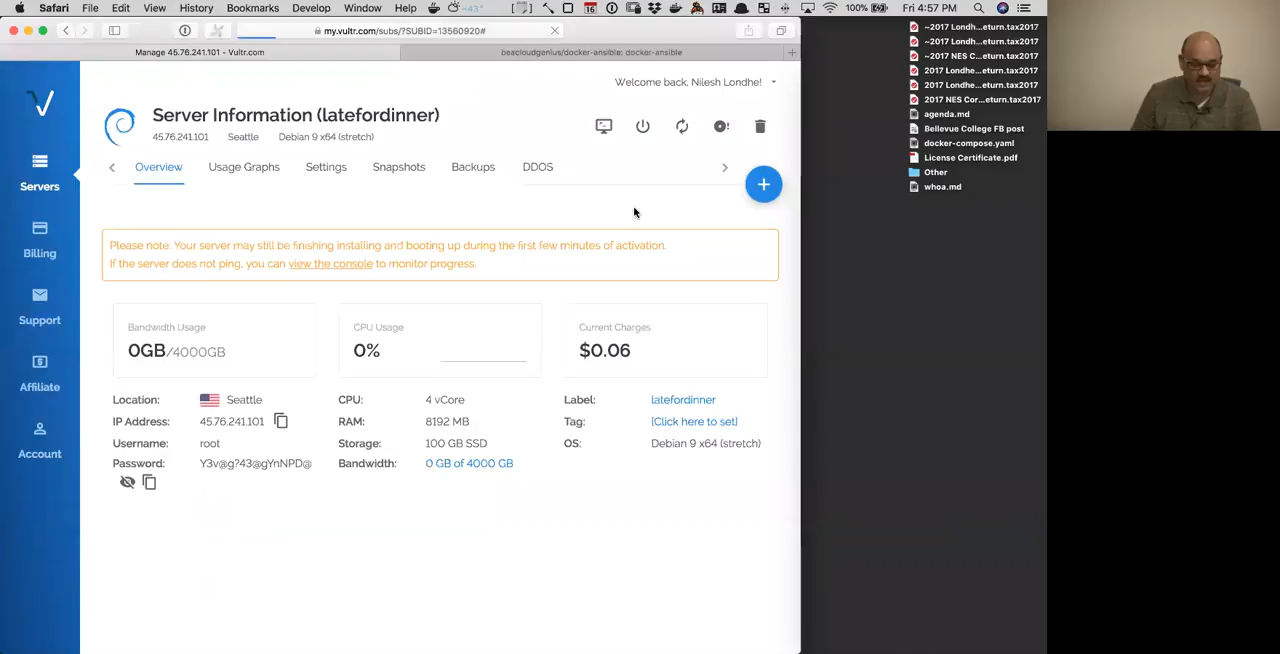 Safari File Edit View History Bookmarks Develop Window Help ~43° 16 100% Fri 4:57 PM
my.vultr.com/subs/?SUBID=13560920#
Manage 45.76.241.101 - Vultr.com
beacloudgenius/docker-ansible: docker-ansible
Welcome back, Nilesh Londhe!
Server Information (latefordinner)
45.76.241.101 Seattle Debian 9 x64 (stretch)
Overview Usage Graphs Settings Snapshots Backups DDOS
Please note: Your server may still be finishing installing and booting up during the first few minutes of activation.
If the server does not ping, you can view the console to monitor progress.
Bandwidth Usage
0GB/4000GB
CPU Usage
0%
Current Charges
$0.06
Location: Seattle
IP Address: 45.76.241.101
Username: root
Password: Y3v@g?43@gYnNPD@
CPU: 4 vCore
RAM: 8192 MB
Storage: 100 GB SSD
Bandwidth: 0 GB of 4000 GB
Label: latefordinner
Tag: [Click here to set]
OS: Debian 9 x64 (stretch)
Servers
Billing
Support
Affiliate
Account
~2017 Londh...eturn.tax2017
~2017 Londh...eturn.tax2017
~2017 NES C...eturn.tax2017
2017 Londhe...eturn.tax2017
2017 Londhe...eturn.tax2017
2017 NES Cor...eturn.tax2017
agenda.md
Bellevue College FB post
docker-compose.yaml
License Certificate.pdf
Other
whoa.md